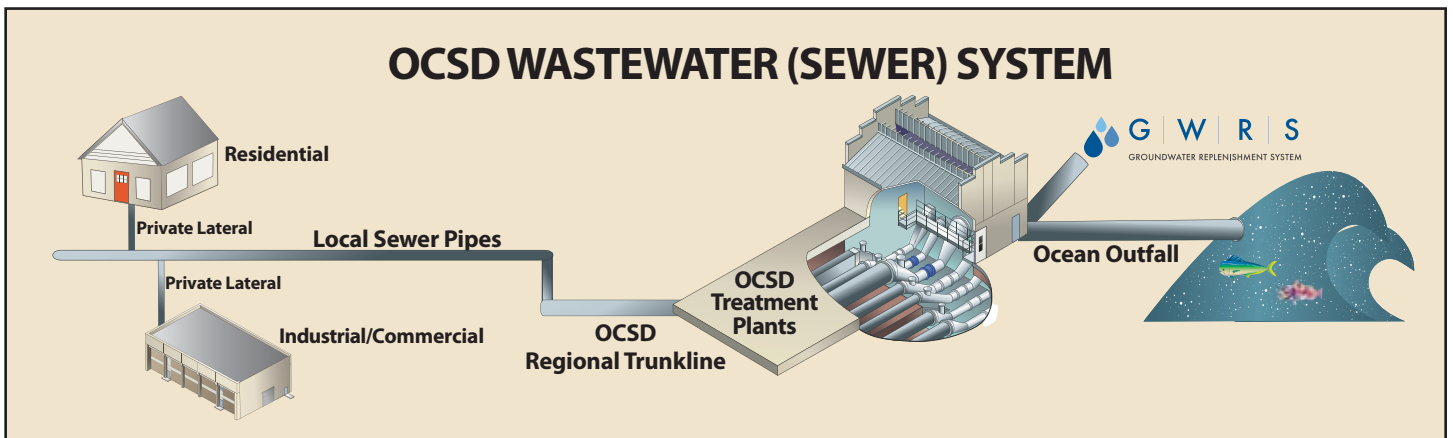 OCSD WASTEWATER (SEWER) SYSTEM
Residential
Private Lateral
Local Sewer Pipes
Private Lateral
Industrial/Commercial
OCSD
Regional Trunkline
OCSD
Treatment
Plants
G | W | R | S
GROUNDWATER REPLENISHMENT SYSTEM
Ocean Outfall